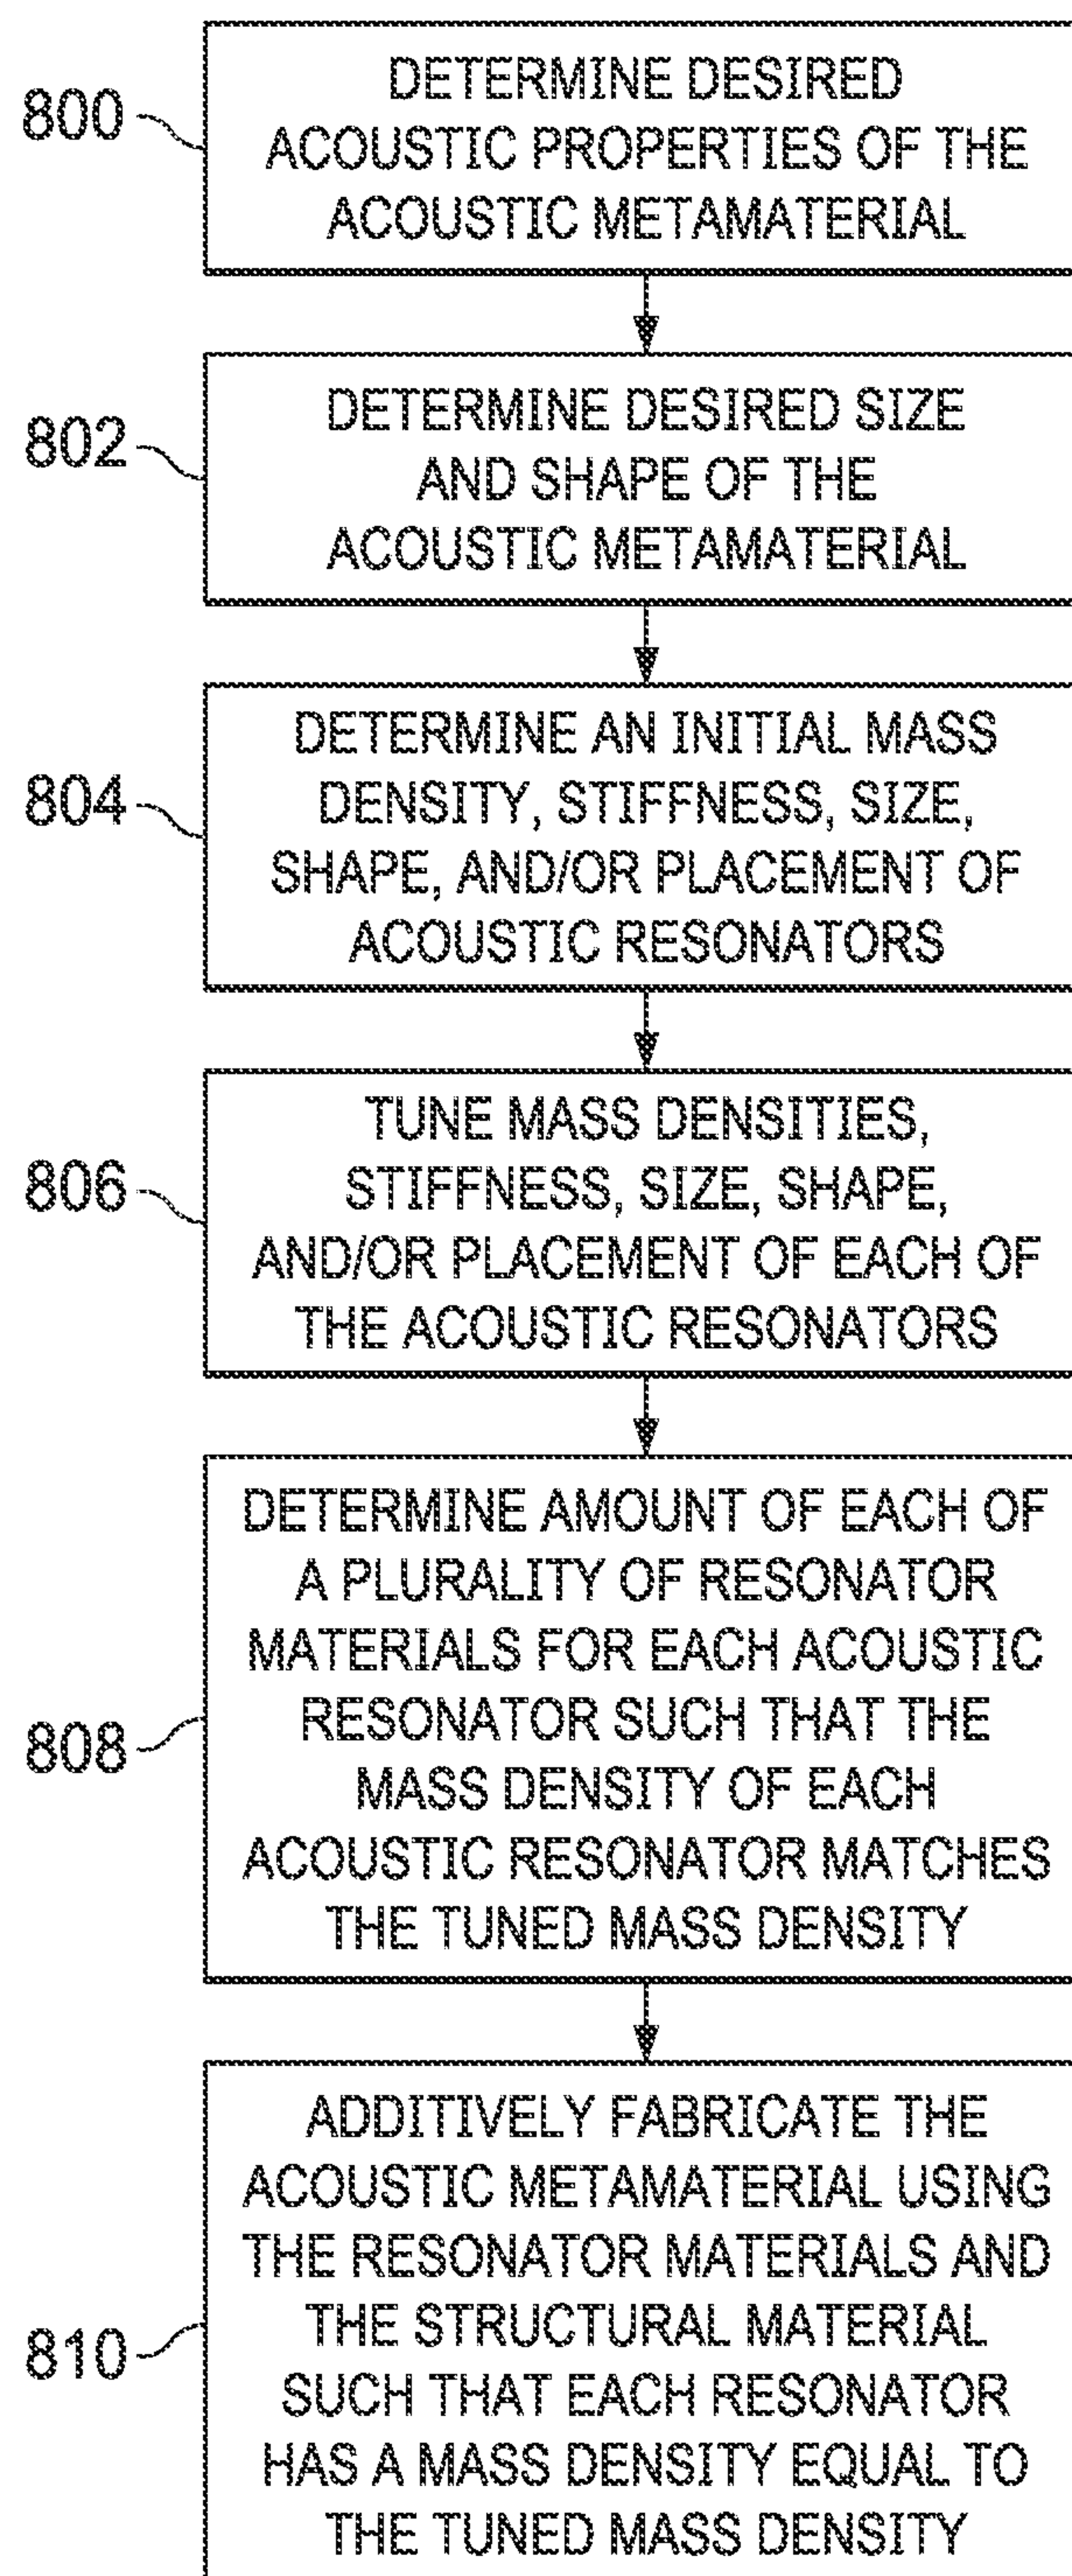 800
DETERMINE DESIRED
ACOUSTIC PROPERTIES OF THE
ACOUSTIC METAMATERIAL
802
DETERMINE DESIRED SIZE
AND SHAPE OF THE
ACOUSTIC METAMATERIAL
804
DETERMINE AN INITIAL MASS
DENSITY, STIFFNESS, SIZE,
SHAPE, AND/OR PLACEMENT OF
ACOUSTIC RESONATORS
806
TUNE MASS DENSITIES,
STIFFNESS, SIZE, SHAPE,
AND/OR PLACEMENT OF EACH OF
THE ACOUSTIC RESONATORS
808
DETERMINE AMOUNT OF EACH OF
A PLURALITY OF RESONATOR
MATERIALS FOR EACH ACOUSTIC
RESONATOR SUCH THAT THE
MASS DENSITY OF EACH
ACOUSTIC RESONATOR MATCHES
THE TUNED MASS DENSITY
810
ADDITIVELY FABRICATE THE
ACOUSTIC METAMATERIAL USING
THE RESONATOR MATERIALS AND
THE STRUCTURAL MATERIAL
SUCH THAT EACH RESONATOR
HAS A MASS DENSITY EQUAL TO
THE TUNED MASS DENSITY